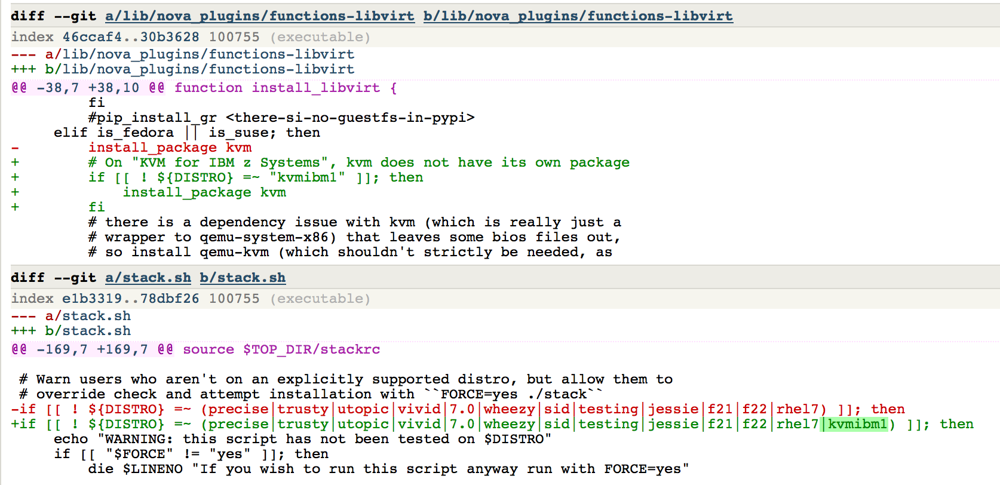 diff --git a/lib/nova_plugins/functions-libvirt b/lib/nova_plugins/functions-libvirt
index 46ccaf4..30b3628 100755 (executable)
--- a/lib/nova_plugins/functions-libvirt
+++ b/lib/nova_plugins/functions-libvirt
@@ -38,7 +38,10 @@ function install_libvirt {
         fi
         #pip_install_gr <there-si-no-guestfs-in-pypi>
     elif is_fedora || is_suse; then
-        install_package kvm
+        # On "KVM for IBM z Systems", kvm does not have its own package
+        if [[ ! ${DISTRO} =~ "kvmibm1" ]]; then
+            install_package kvm
+        fi
         # there is a dependency issue with kvm (which is really just a
         # wrapper to qemu-system-x86) that leaves some bios files out,
         # so install qemu-kvm (which shouldn't strictly be needed, as
diff --git a/stack.sh b/stack.sh
index e1b3319..78dbf26 100755 (executable)
--- a/stack.sh
+++ b/stack.sh
@@ -169,7 +169,7 @@ source $TOP_DIR/stackrc
 # Warn users who aren't on an explicitly supported distro, but allow them to
 # override check and attempt installation with ``FORCE=yes ./stack``
-if [[ ! ${DISTRO} =~ (precise|trusty|utopic|vivid|7.0|wheezy|sid|testing|jessie|f21|f22|rhel7) ]]; then
+if [[ ! ${DISTRO} =~ (precise|trusty|utopic|vivid|7.0|wheezy|sid|testing|jessie|f21|f22|rhel7|kvmibm1) ]]; then
     echo "WARNING: this script has not been tested on $DISTRO"
     if [[ "$FORCE" != "yes" ]]; then
         die $LINENO "If you wish to run this script anyway run with FORCE=yes"